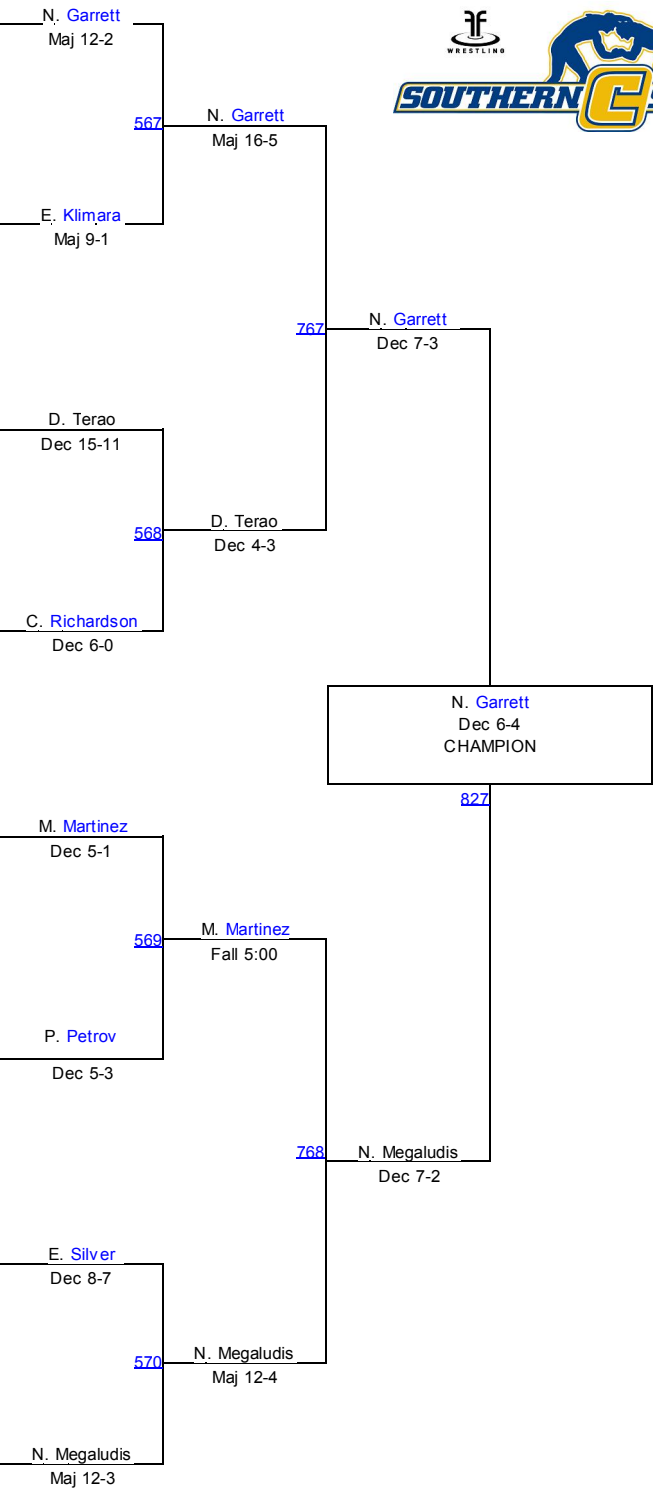 N. Garrett
Maj 12-2
WRESTLING
SOUTHERN
567
N. Garrett
Maj 16-5
E. Klimara
Maj 9-1
767
N. Garrett
Dec 7-3
D. Terao
Dec 15-11
568
D. Terao
Dec 4-3
C. Richardson
Dec 6-0
N. Garrett
Dec 6-4
CHAMPION
827
M. Martinez
Dec 5-1
569
M. Martinez
Fall 5:00
P. Petrov
Dec 5-3
768
N. Megaludis
Dec 7-2
E. Silver
Dec 8-7
570
N. Megaludis
Maj 12-4
N. Megaludis
Maj 12-3